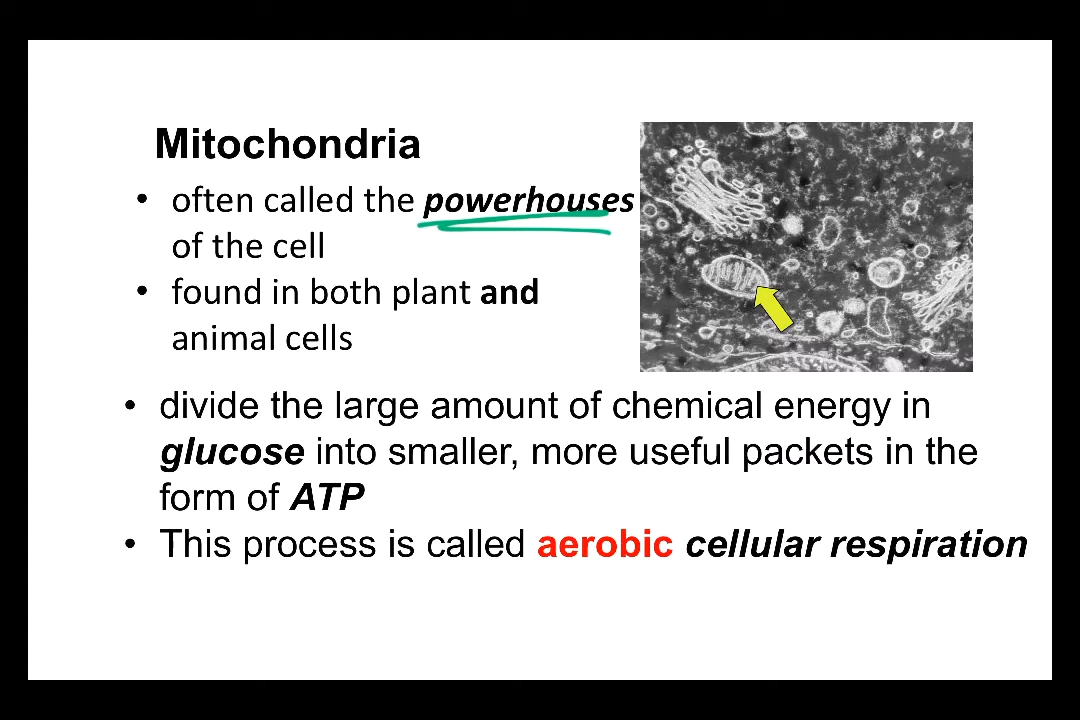 Mitochondria
• often called the powerhouses
of the cell
• found in both plant and
animal cells
• divide the large amount of chemical energy in
glucose into smaller, more useful packets in the
form of ATP
• This process is called aerobic cellular respiration